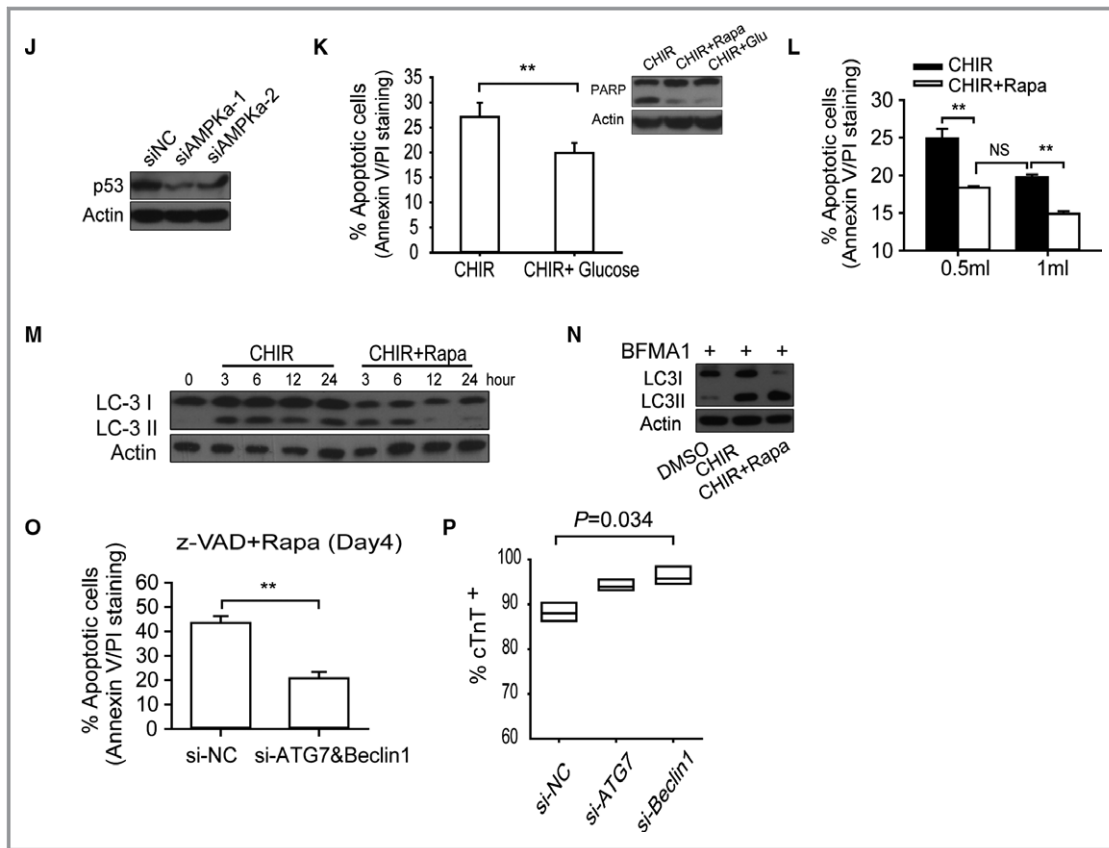 J
siNC
siAMPKa-1
siAMPKa-2
p53
Actin
K
% Apoptotic cells
(Annexin V/PI staining)
45
40
35
30
25
20
15
10
5
0
**
CHIR
CHIR+ Glucose
CHIR
CHIR+Rapa
CHIR+Glu
PARP
Actin
L
CHIR
CHIR+Rapa
% Apoptotic cells
(Annexin V/PI staining)
25
20
15
10
**
NS
**
0.5ml
1ml
M
CHIR
CHIR+Rapa
0 3 6 12 24 3 6 12 24 hour
LC-3 I
LC-3 II
Actin
N
BFMA1 + + +
LC3I
LC3II
Actin
DMSO
CHIR
CHIR+Rapa
O
z-VAD+Rapa (Day4)
% Apoptotic cells
(Annexin V/PI staining)
60
50
40
30
20
10
0
**
si-NC
si-ATG7&Beclin1
P
P=0.034
% cTnT +
100
90
80
70
60
si-NC
si-ATG7
si-Beclin1